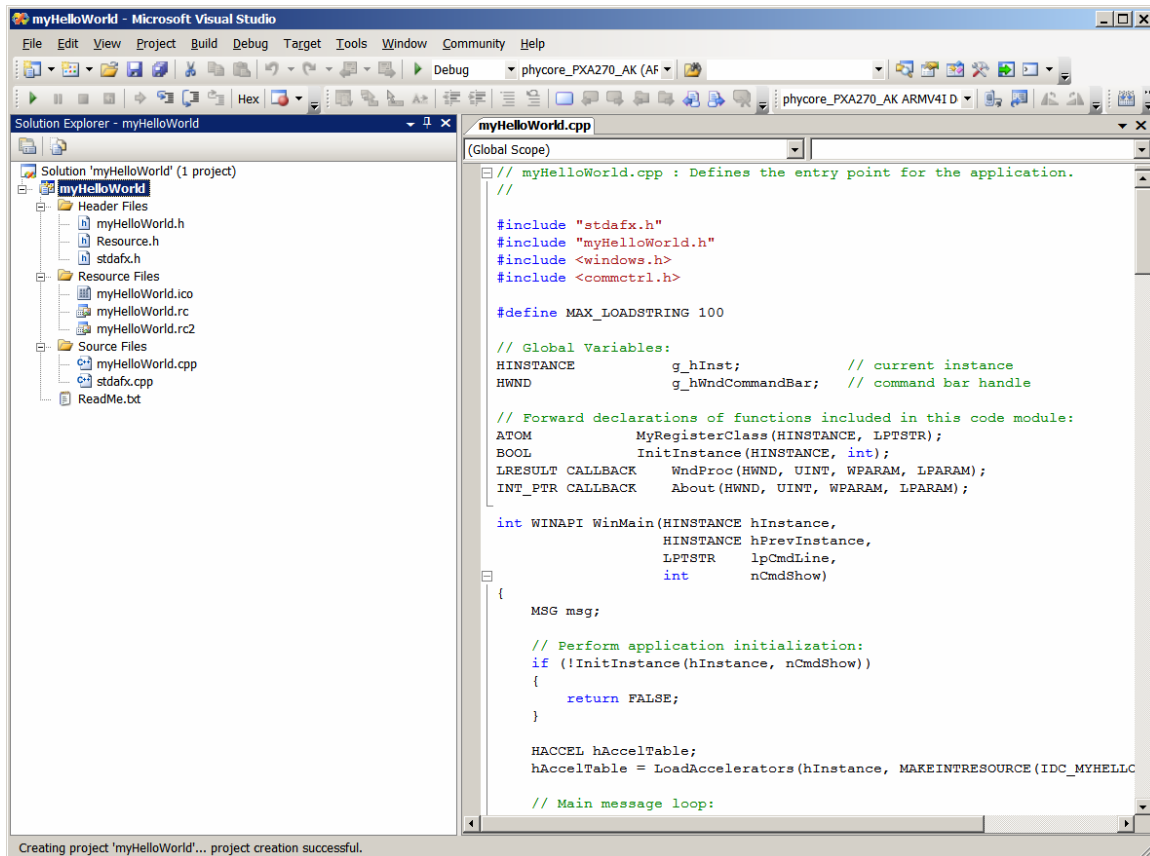 myHelloWorld - Microsoft Visual Studio
File Edit View Project Build Debug Target Tools Window Community Help
Debug phycore_PXA270_AK (AF
Hex phycore_PXA270_AK ARMV4I D
Solution Explorer - myHelloWorld
Solution 'myHelloWorld' (1 project)
myHelloWorld
Header Files
myHelloWorld.h
Resource.h
stdafx.h
Resource Files
myHelloWorld.ico
myHelloWorld.rc
myHelloWorld.rc2
Source Files
myHelloWorld.cpp
stdafx.cpp
ReadMe.txt
myHelloWorld.cpp
(Global Scope)
// myHelloWorld.cpp : Defines the entry point for the application.
//
#include "stdafx.h"
#include "myHelloWorld.h"
#include <windows.h>
#include <commctrl.h>
#define MAX_LOADSTRING 100
// Global Variables:
HINSTANCE g_hInst; // current instance
HWND g_hWndCommandBar; // command bar handle
// Forward declarations of functions included in this code module:
ATOM MyRegisterClass(HINSTANCE, LPTSTR);
BOOL InitInstance(HINSTANCE, int);
LRESULT CALLBACK WndProc(HWND, UINT, WPARAM, LPARAM);
INT_PTR CALLBACK About(HWND, UINT, WPARAM, LPARAM);
int WINAPI WinMain(HINSTANCE hInstance,
HINSTANCE hPrevInstance,
LPTSTR lpCmdLine,
int nCmdShow)
{
MSG msg;
// Perform application initialization:
if (!InitInstance(hInstance, nCmdShow))
{
return FALSE;
}
HACCEL hAccelTable;
hAccelTable = LoadAccelerators(hInstance, MAKEINTRESOURCE(IDC_MYHELLO
// Main message loop:
Creating project 'myHelloWorld'... project creation successful.